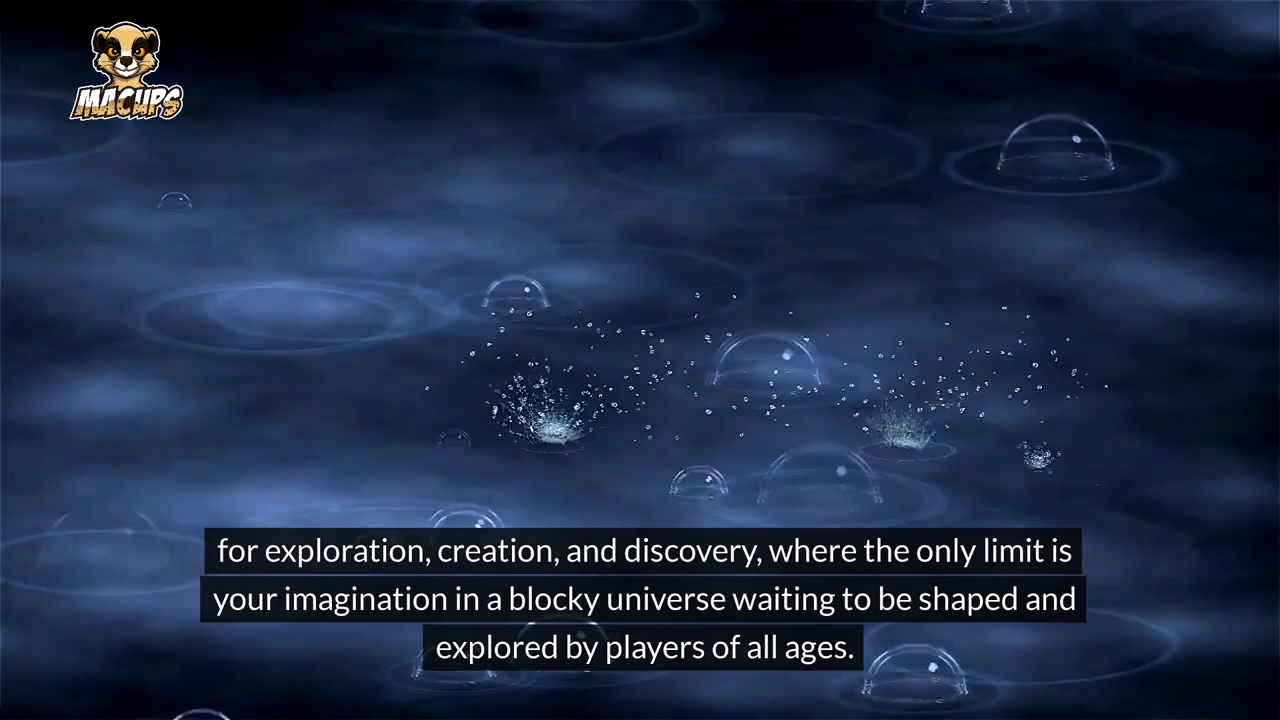 MACUPS
for exploration, creation, and discovery, where the only limit is
your imagination in a blocky universe waiting to be shaped and
explored by players of all ages.